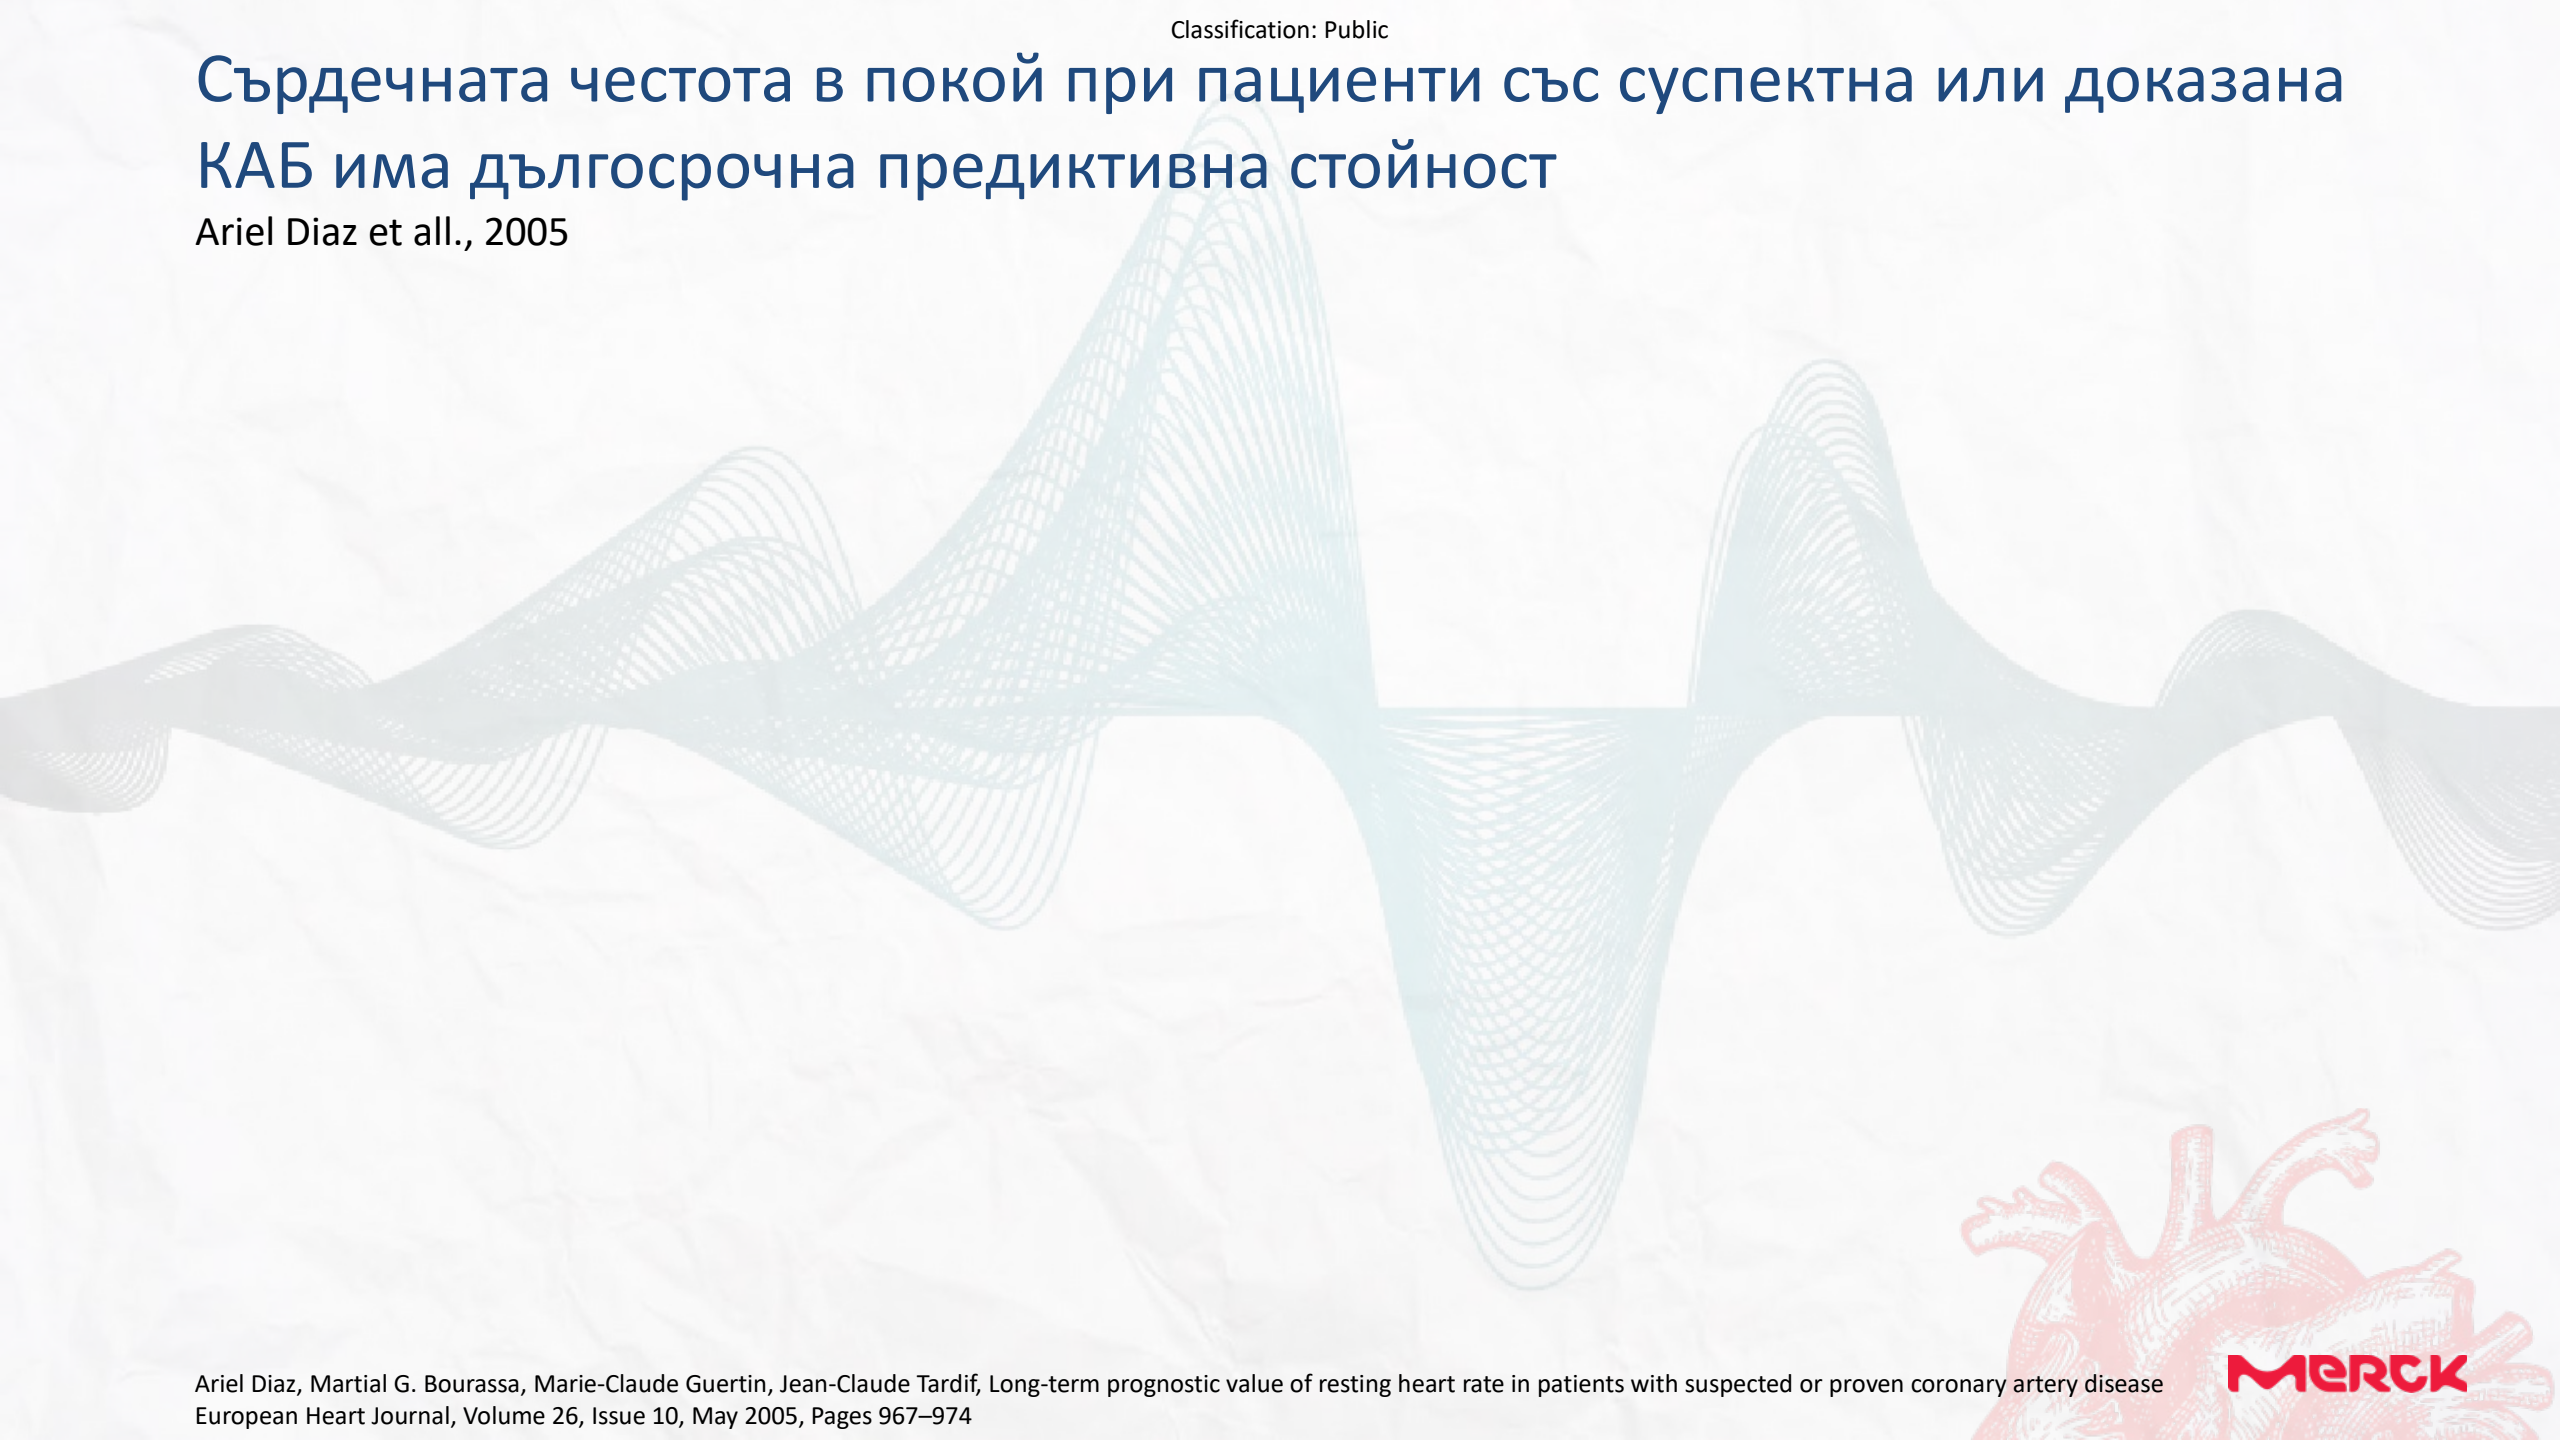 Classification: Public
Сърдечната честота в покой при пациенти със суспектна или доказана
КАБ има дългосрочна предиктивна стойност
Ariel Diaz et all., 2005
Ariel Diaz, Martial G. Bourassa, Marie-Claude Guertin, Jean-Claude Tardif, Long-term prognostic value of resting heart rate in patients with suspected or proven coronary artery disease
European Heart Journal, Volume 26, Issue 10, May 2005, Pages 967–974
MERCK